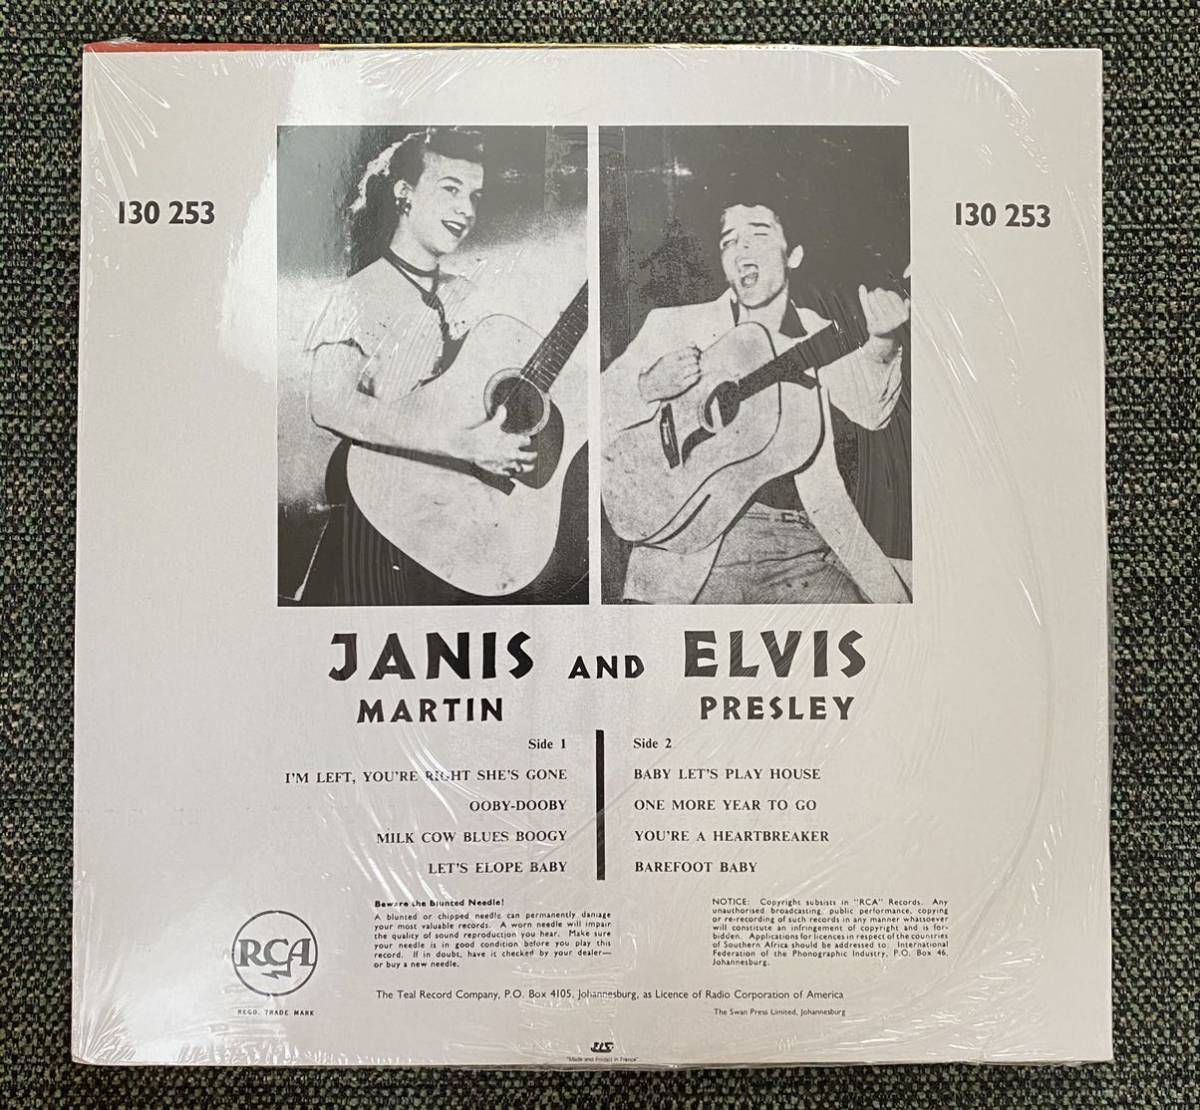 130 253
130 253
JANIS AND ELVIS
MARTIN PRESLEY
Side 1
I'M LEFT, YOU'RE RIGHT SHE'S GONE
OOBY-DOOBY
MILK COW BLUES BOOGY
LET'S ELOPE BABY
Side 2
BABY LET'S PLAY HOUSE
ONE MORE YEAR TO GO
YOU'RE A HEARTBREAKER
BAREFOOT BABY
Beware the Blunted Needle!
A blunted or chipped needle can permanently damage
your most valuable records. A worn needle will impair
the quality of sound reproduction you hear. Make sure
your needle is in good condition before you play this
record. If in doubt, have it checked by your dealer—
or buy a new needle.
NOTICE: Copyright subsists in "RCA" Records. Any
unauthorised broadcasting, public performance, copying
or re-recording of such records in any manner whatsoever
will constitute an infringement of copyright and is for-
bidden. Applications for licences in respect of the countries
of Southern Africa should be addressed to: International
Federation of the Phonographic Industry, P.O. Box 46,
Johannesburg.
RCA
REGD. TRADE MARK
The Teal Record Company, P.O. Box 4105, Johannesburg, as Licence of Radio Corporation of America
The Swan Press Limited, Johannesburg
"Made and Printed in France"